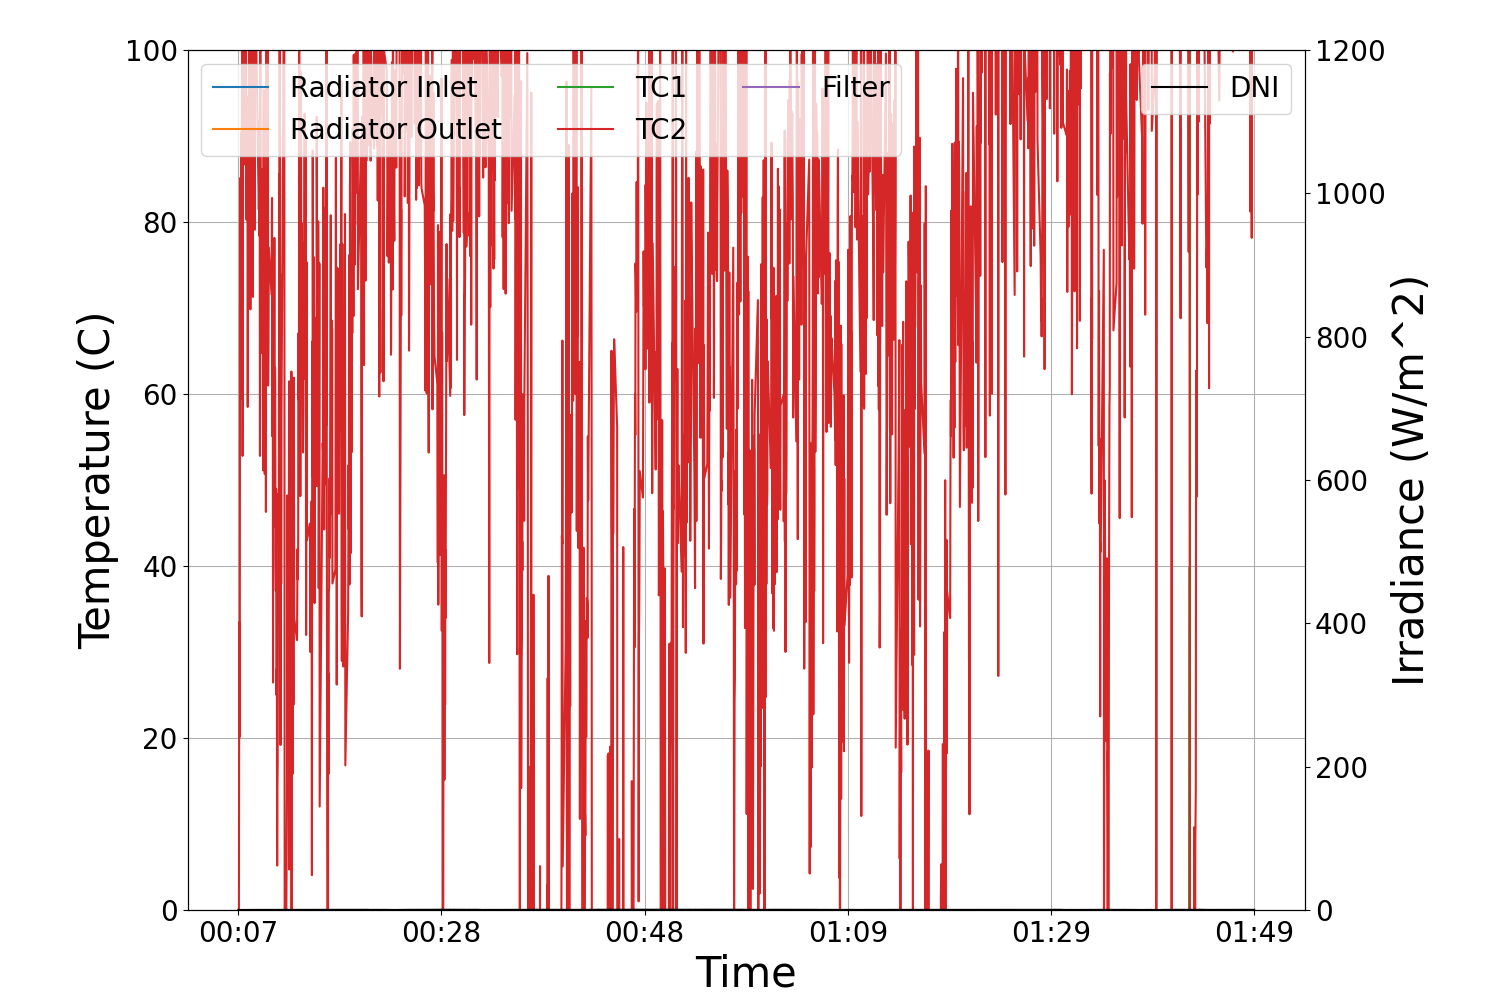 100
80
60
40
20
0
Temperature (C)
Radiator Inlet
Radiator Outlet
TC1
TC2
Filter
DNI
1200
1000
800
600
400
200
0
Irradiance (W/m^2)
00:07 00:28 00:48 01:09 01:29 01:49
Time